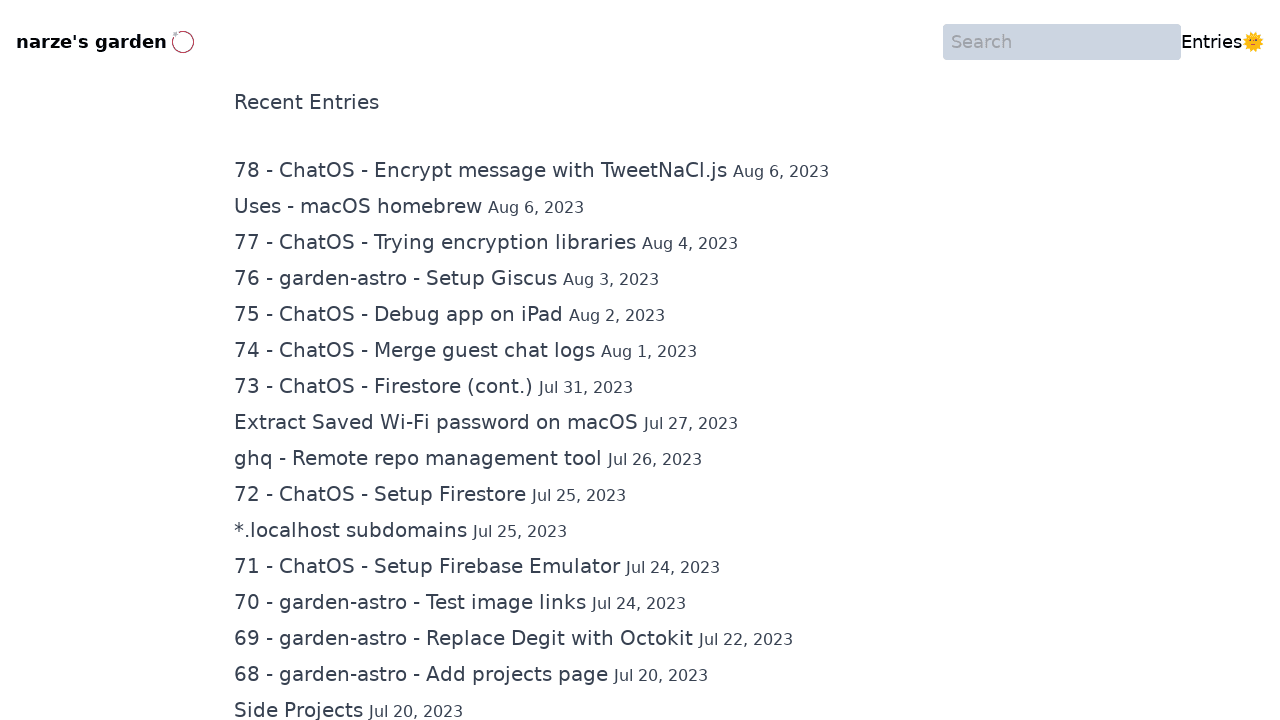 narze's garden
Search
Entries🌞
Recent Entries
78 - ChatOS - Encrypt message with TweetNaCl.js Aug 6, 2023
Uses - macOS homebrew Aug 6, 2023
77 - ChatOS - Trying encryption libraries Aug 4, 2023
76 - garden-astro - Setup Giscus Aug 3, 2023
75 - ChatOS - Debug app on iPad Aug 2, 2023
74 - ChatOS - Merge guest chat logs Aug 1, 2023
73 - ChatOS - Firestore (cont.) Jul 31, 2023
Extract Saved Wi-Fi password on macOS Jul 27, 2023
ghq - Remote repo management tool Jul 26, 2023
72 - ChatOS - Setup Firestore Jul 25, 2023
*.localhost subdomains Jul 25, 2023
71 - ChatOS - Setup Firebase Emulator Jul 24, 2023
70 - garden-astro - Test image links Jul 24, 2023
69 - garden-astro - Replace Degit with Octokit Jul 22, 2023
68 - garden-astro - Add projects page Jul 20, 2023
Side Projects Jul 20, 2023